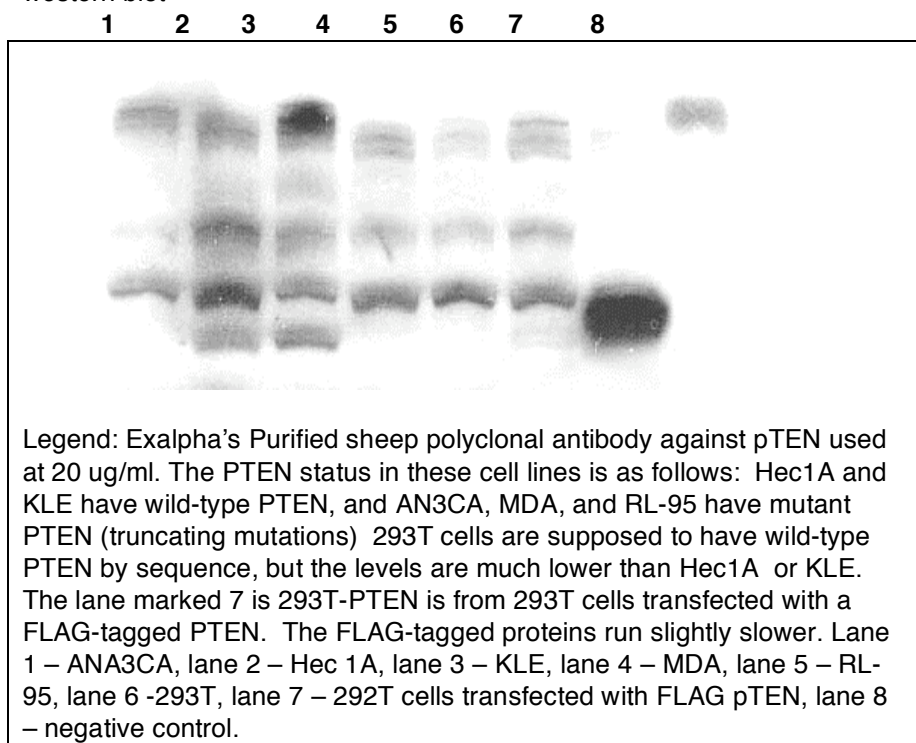 1 2 3 4 5 6 7 8
Legend: Exalpha's Purified sheep polyclonal antibody against pTEN used
at 20 ug/ml. The PTEN status in these cell lines is as follows: Hec1A and
KLE have wild-type PTEN, and AN3CA, MDA, and RL-95 have mutant
PTEN (truncating mutations) 293T cells are supposed to have wild-type
PTEN by sequence, but the levels are much lower than Hec1A or KLE.
The lane marked 7 is 293T-PTEN is from 293T cells transfected with a
FLAG-tagged PTEN. The FLAG-tagged proteins run slightly slower. Lane
1 – ANA3CA, lane 2 – Hec 1A, lane 3 – KLE, lane 4 – MDA, lane 5 – RL-
95, lane 6 -293T, lane 7 – 292T cells transfected with FLAG pTEN, lane 8
– negative control.